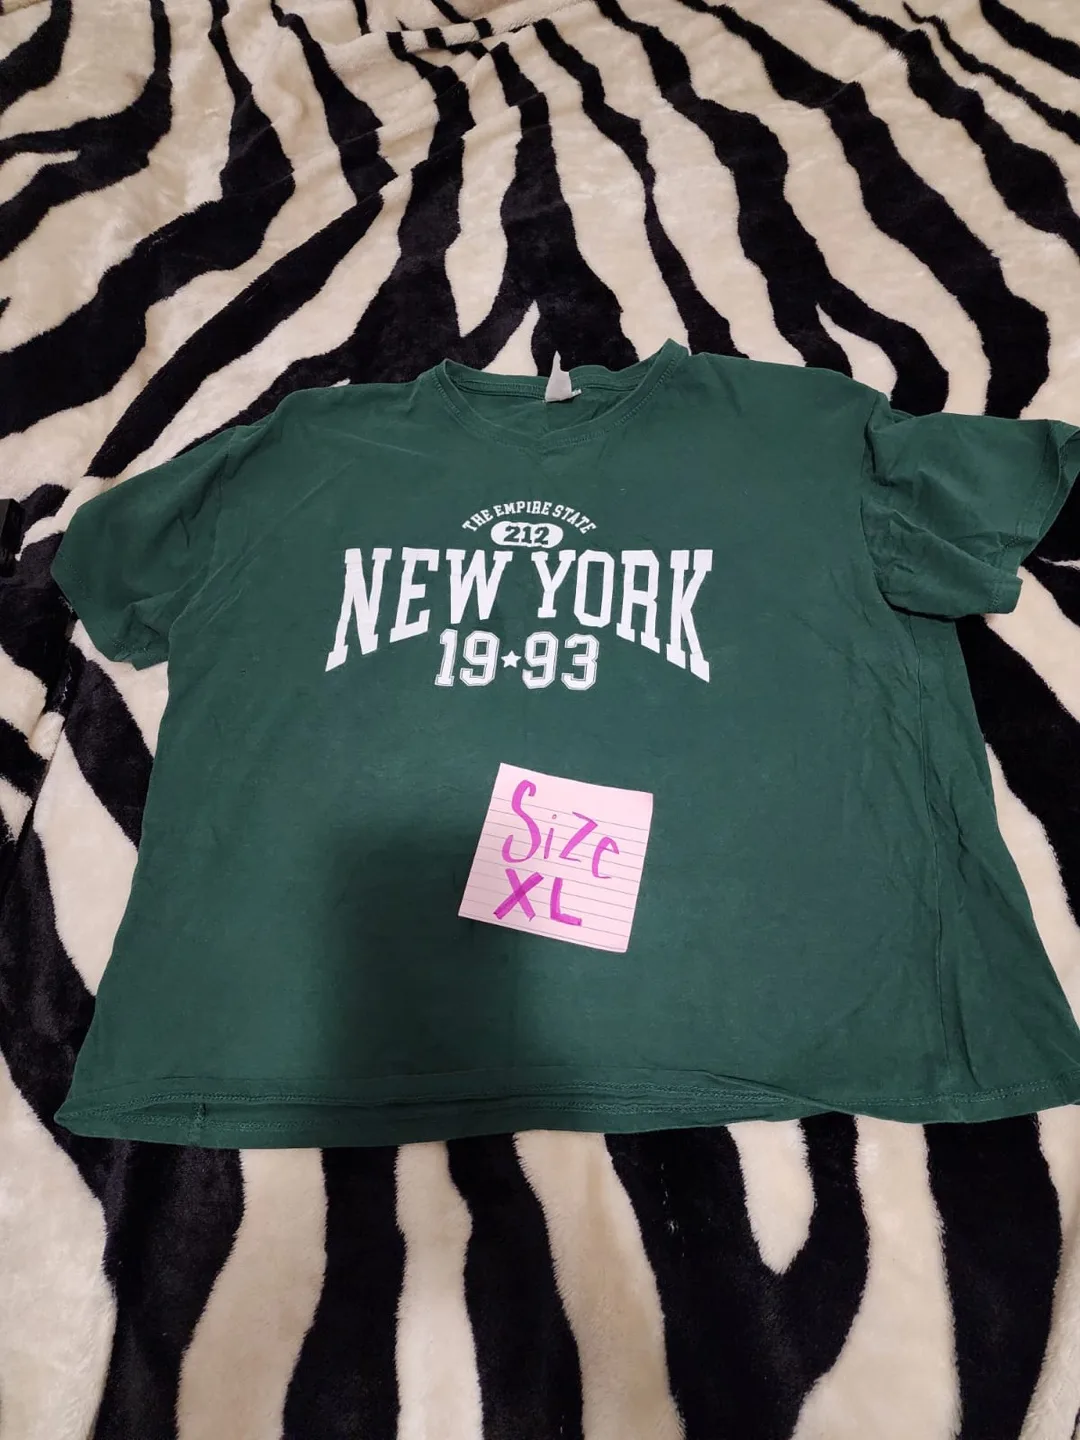 THE EMPIRE STATE
212
NEW YORK
19★93
Size
XL